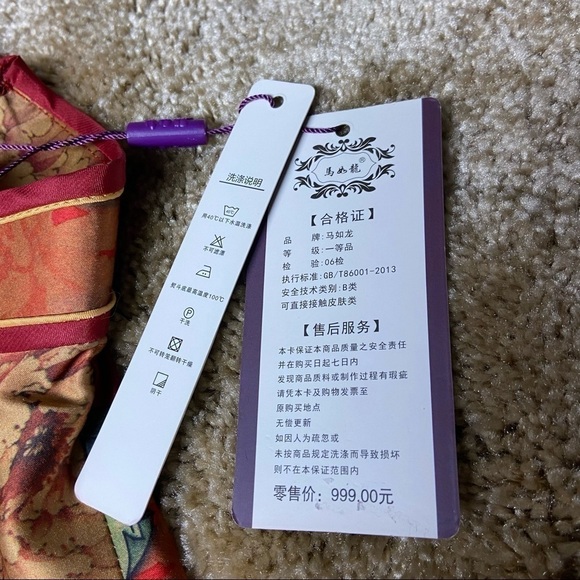 洗涤说明
用40℃以下水温洗涤
不可漂渍
熨斗底最高温度100℃
干洗
不可转笼翻转干燥
阴干
馬如龍®
【合格证】
品 牌:马如龙
等 级:一等品
检 验:06检
执行标准:GB/T86001-2013
安全技术类别:B类
可直接接触皮肤类
【售后服务】
本卡保证本商品质量之安全责任
并在购买日起七日内
发现商品质料或制作过程有瑕疵
请凭本卡及购物发票至
原购买地点
无偿更新
如因人为疏忽或
未按商品规定洗涤而导致损坏
则不在本保证范围内
零售价: 999.00元